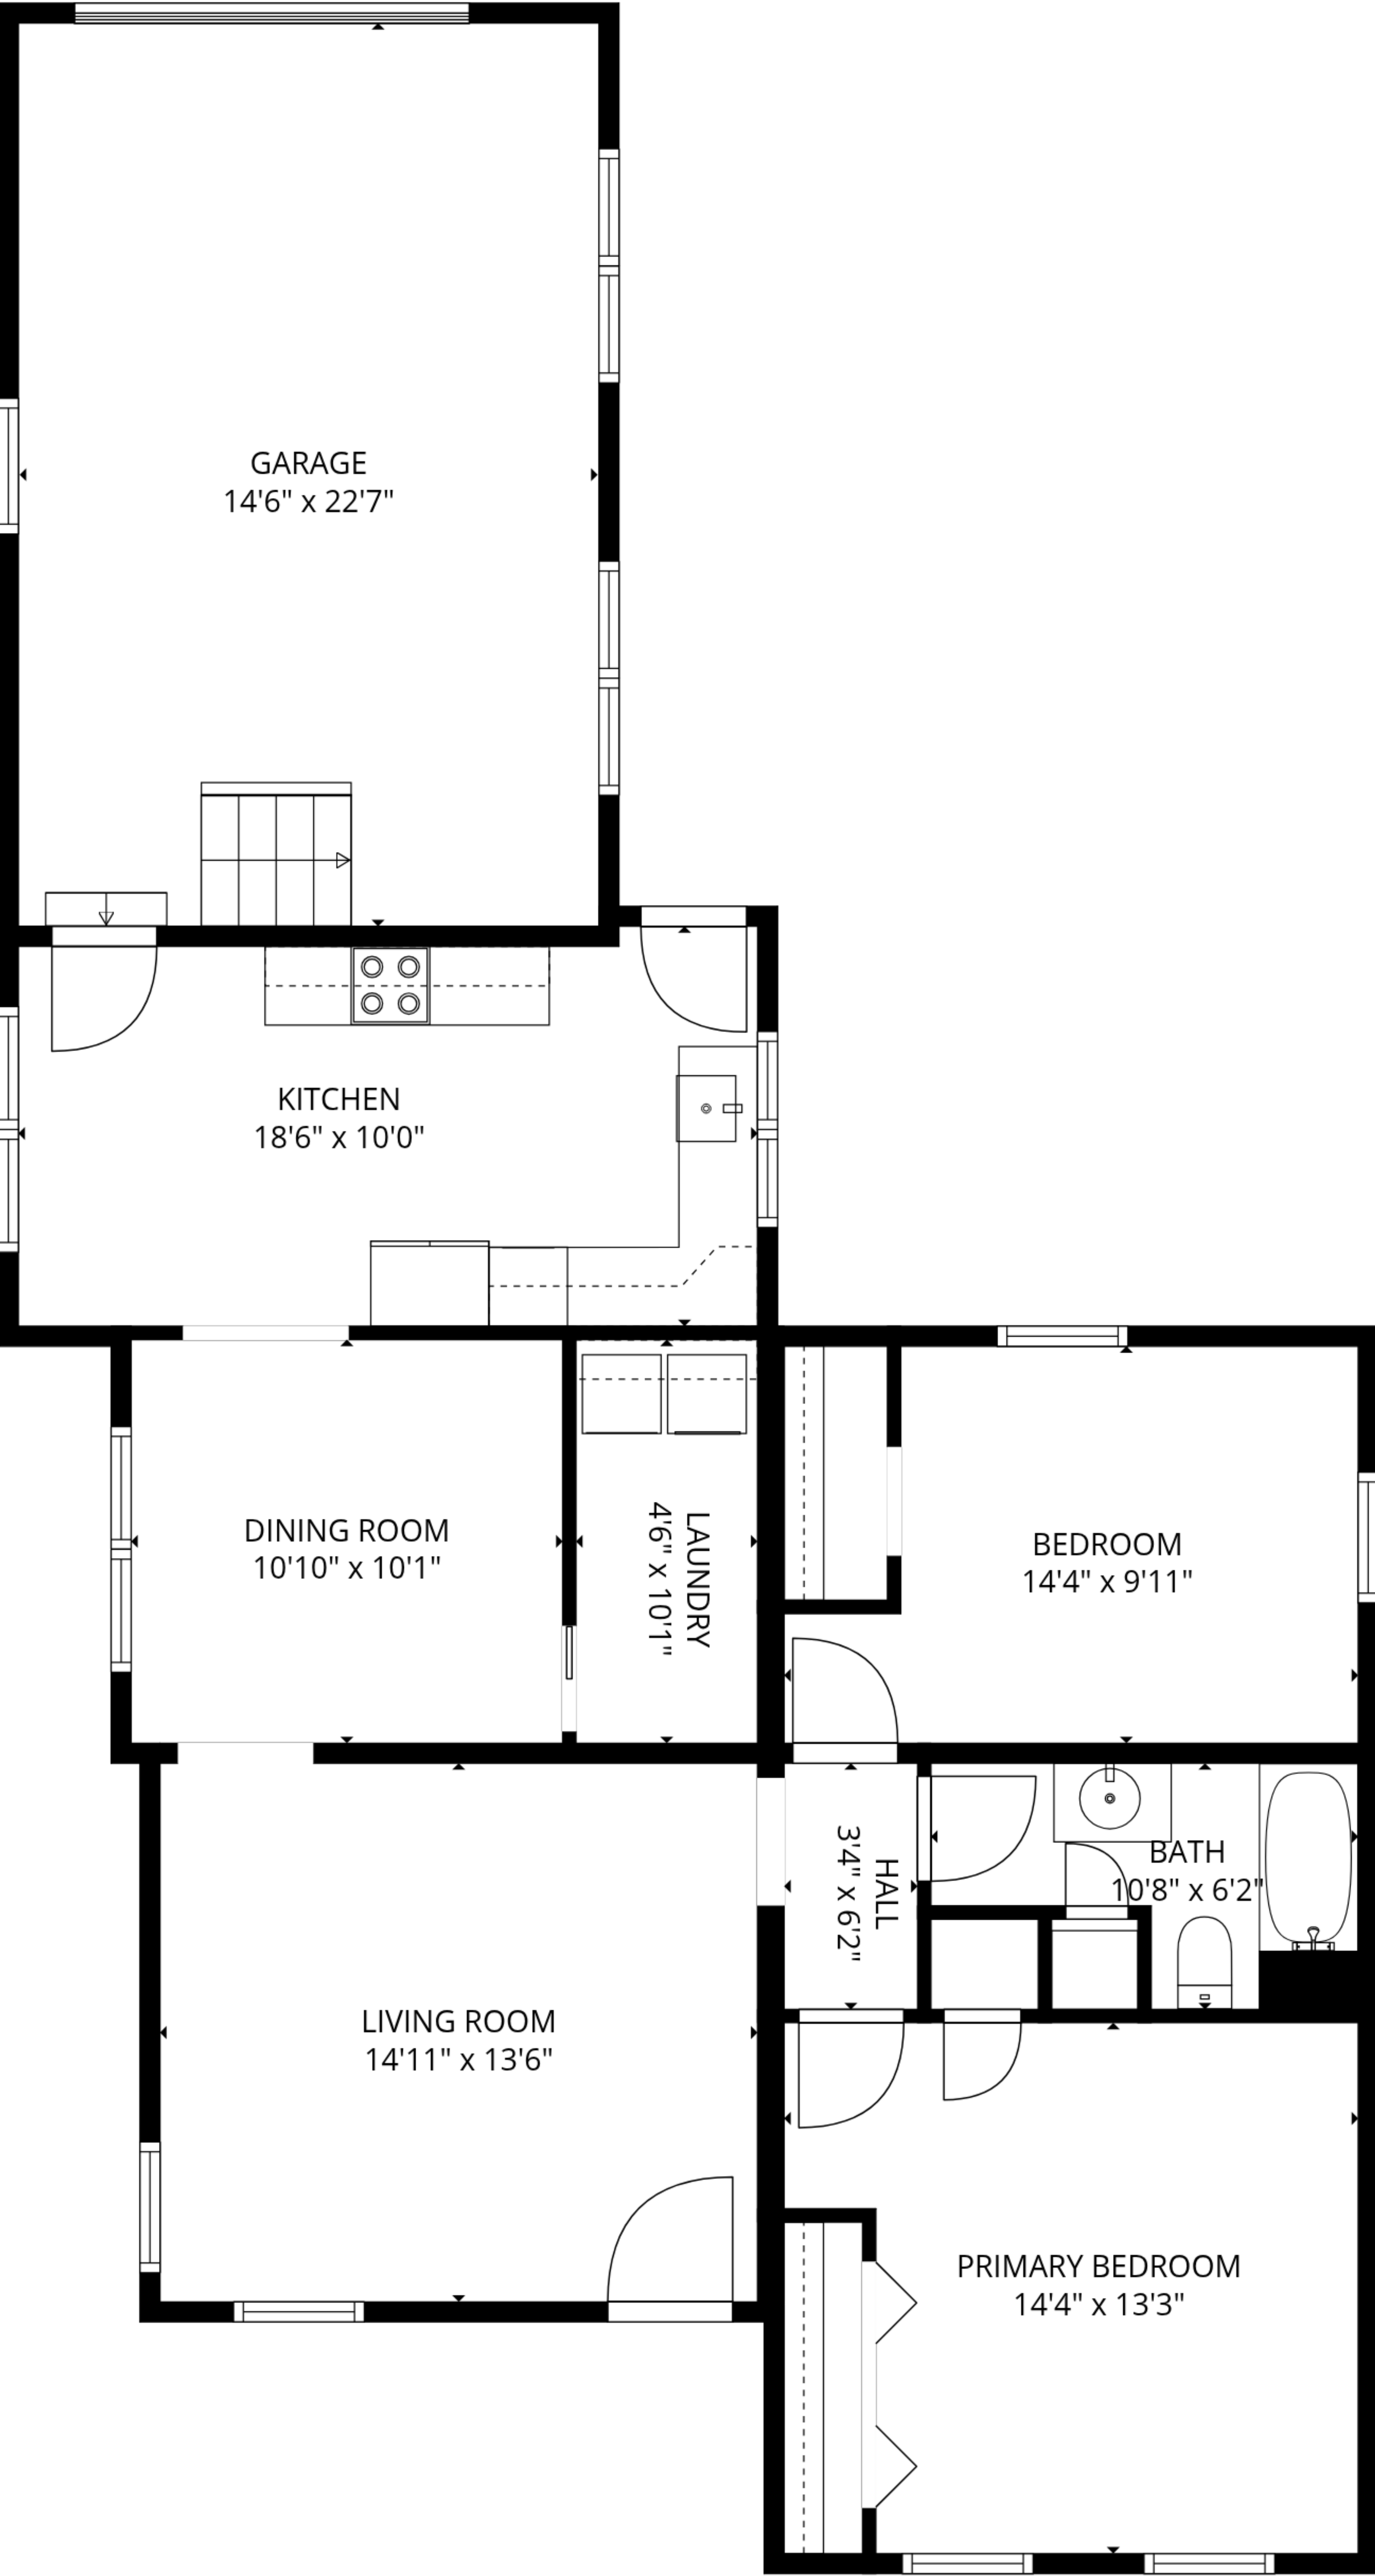 GARAGE
14'6" x 22'7"
KITCHEN
18'6" x 10'0"
DINING ROOM
10'10" x 10'1"
LAUNDRY
4'6" x 10'1"
BEDROOM
14'4" x 9'11"
HALL
3'4" x 6'2"
BATH
10'8" x 6'2"
LIVING ROOM
14'11" x 13'6"
PRIMARY BEDROOM
14'4" x 13'3"